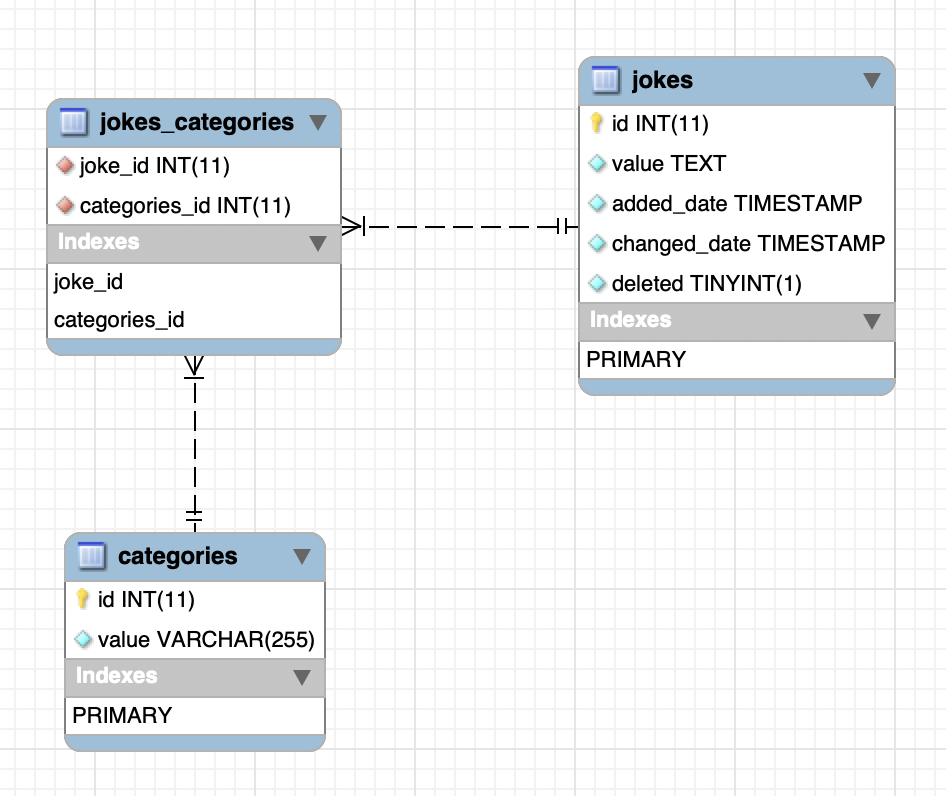 jokes_categories
joke_id INT(11)
categories_id INT(11)
Indexes
joke_id
categories_id
jokes
id INT(11)
value TEXT
added_date TIMESTAMP
changed_date TIMESTAMP
deleted TINYINT(1)
Indexes
PRIMARY
categories
id INT(11)
value VARCHAR(255)
Indexes
PRIMARY